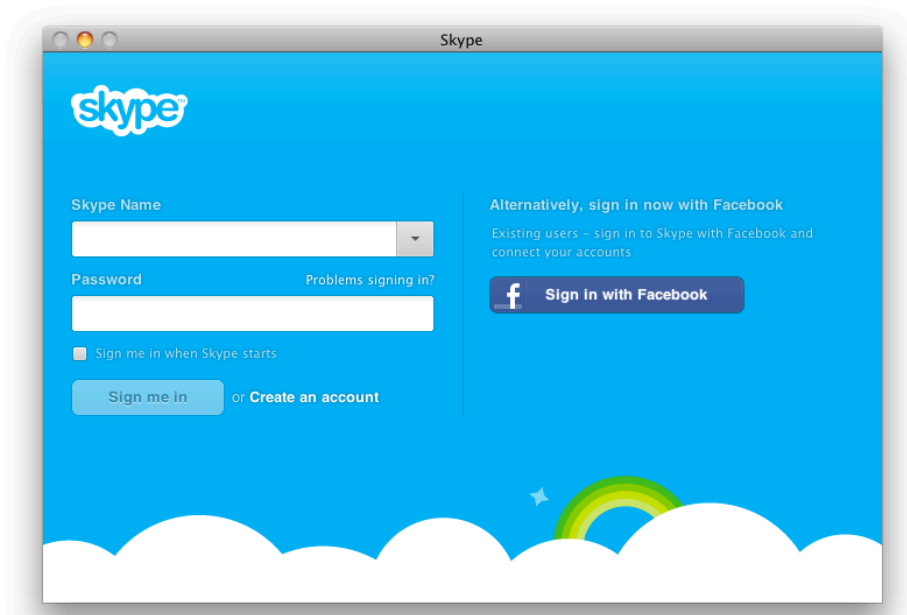 Skype
skype™
Skype Name
Password
Problems signing in?
Sign me in when Skype starts
Sign me in or Create an account
Alternatively, sign in now with Facebook
Existing users – sign in to Skype with Facebook and
connect your accounts
f Sign in with Facebook